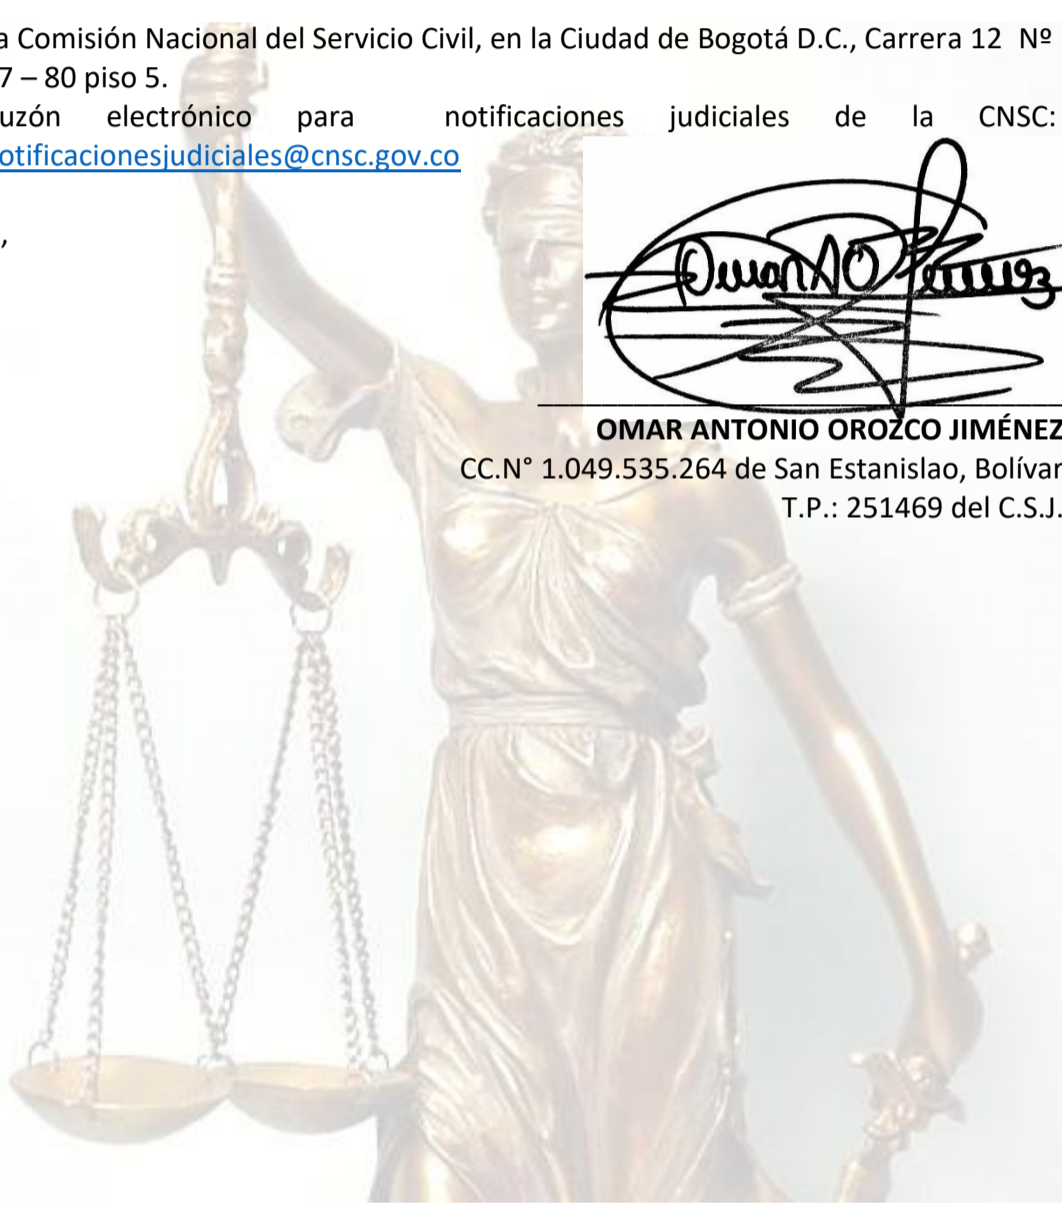 a Comisión Nacional del Servicio Civil, en la Ciudad de Bogotá D.C., Carrera 12 Nº
7 – 80 piso 5.
uzón electrónico para notificaciones judiciales de la CNSC:
otificacionesjudiciales@cnsc.gov.co
,
Omar A O Jimenez
OMAR ANTONIO OROZCO JIMÉNEZ
CC.N° 1.049.535.264 de San Estanislao, Bolívar
T.P.: 251469 del C.S.J.